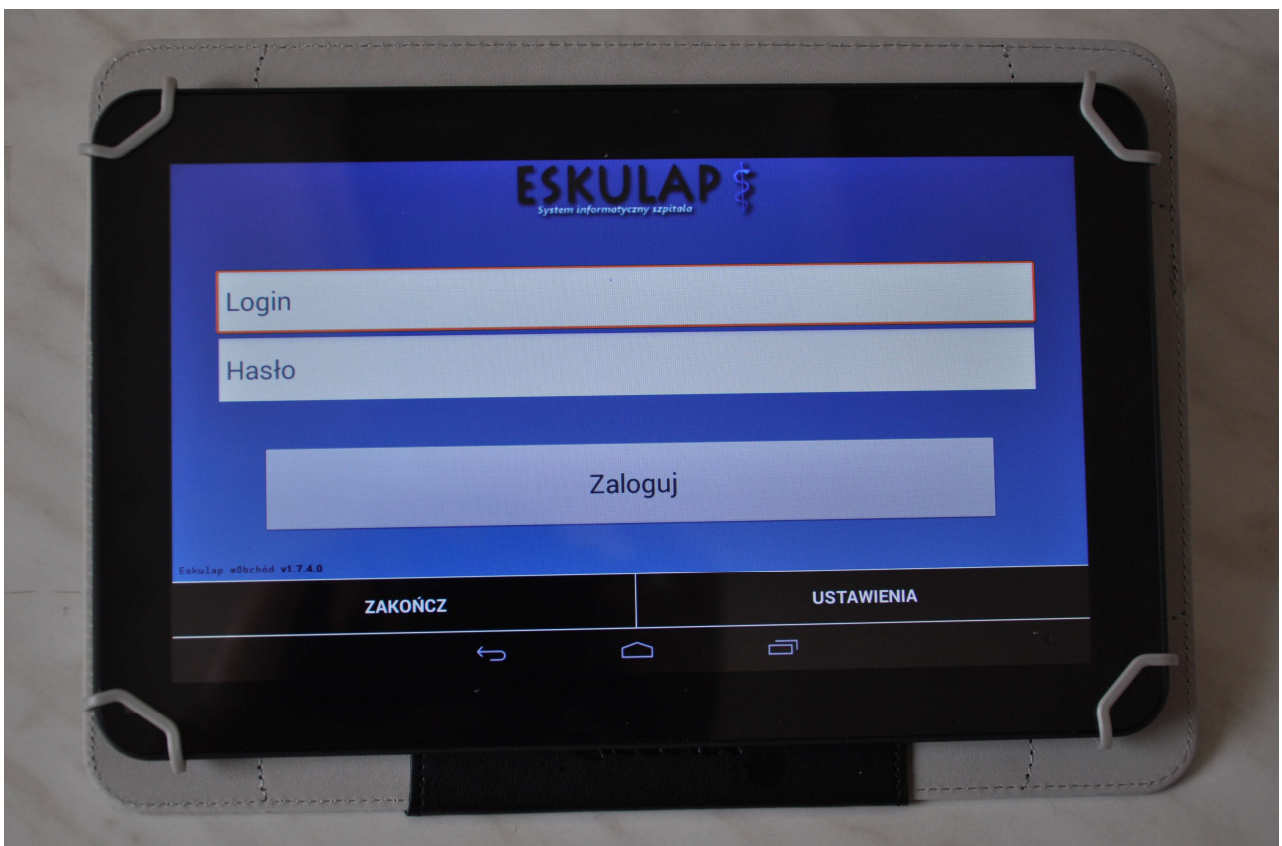 ESKULAP
System informatyczny szpitala
Login
Hasło
Zaloguj
Eskulap eObchód v1.7.4.0
ZAKOŃCZ
USTAWIENIA